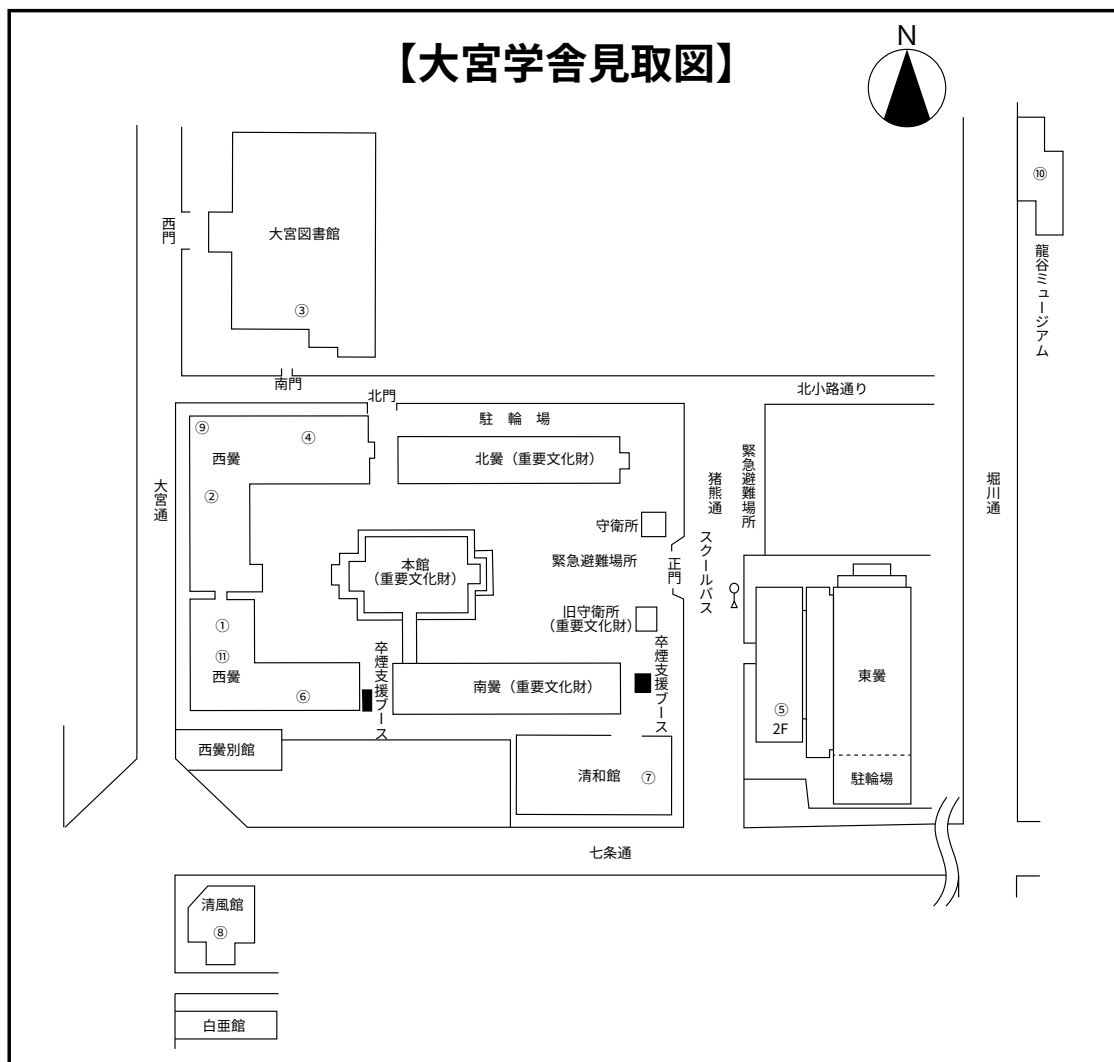 【大宮学舎見取図】
N
⑩
西門
大宮図書館
龍谷ミュージアム
③
南門
北門
北小路通り
駐 輪 場
⑨
④
西黌
北黌（重要文化財）
緊急避難場所
猪熊通
大宮通
堀川通
②
守衛所
スクールバス
本館
（重要文化財）
緊急避難場所
正門
旧守衛所
（重要文化財）
①
⑪
西黌
⑥
卒煙支援ブース
南黌（重要文化財）
卒煙支援ブース
東黌
⑤
2F
西黌別館
清和館
⑦
駐輪場
七条通
清風館
⑧
白亜館